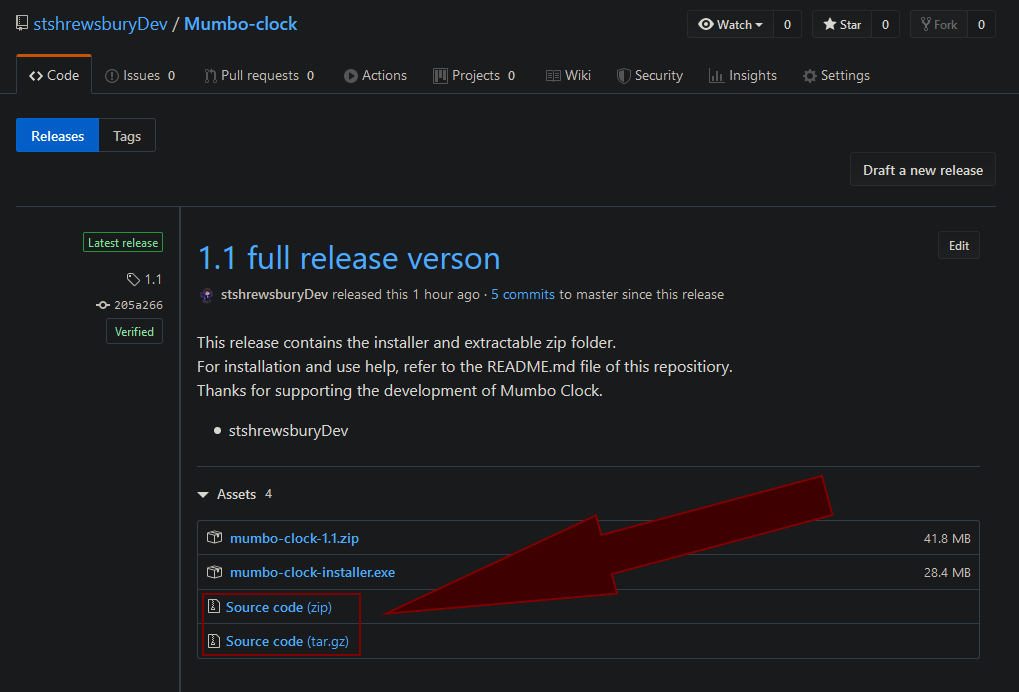 stshrewsburyDev / Mumbo-clock
Watch 0 Star 0 Fork 0
Code Issues 0 Pull requests 0 Actions Projects 0 Wiki Security Insights Settings
Releases Tags
Draft a new release
Latest release
1.1
205a266
Verified
1.1 full release verson
Edit
stshrewsburyDev released this 1 hour ago · 5 commits to master since this release
This release contains the installer and extractable zip folder.
For installation and use help, refer to the README.md file of this repositiory.
Thanks for supporting the development of Mumbo Clock.
• stshrewsburyDev
Assets 4
mumbo-clock-1.1.zip 41.8 MB
mumbo-clock-installer.exe 28.4 MB
Source code (zip)
Source code (tar.gz)